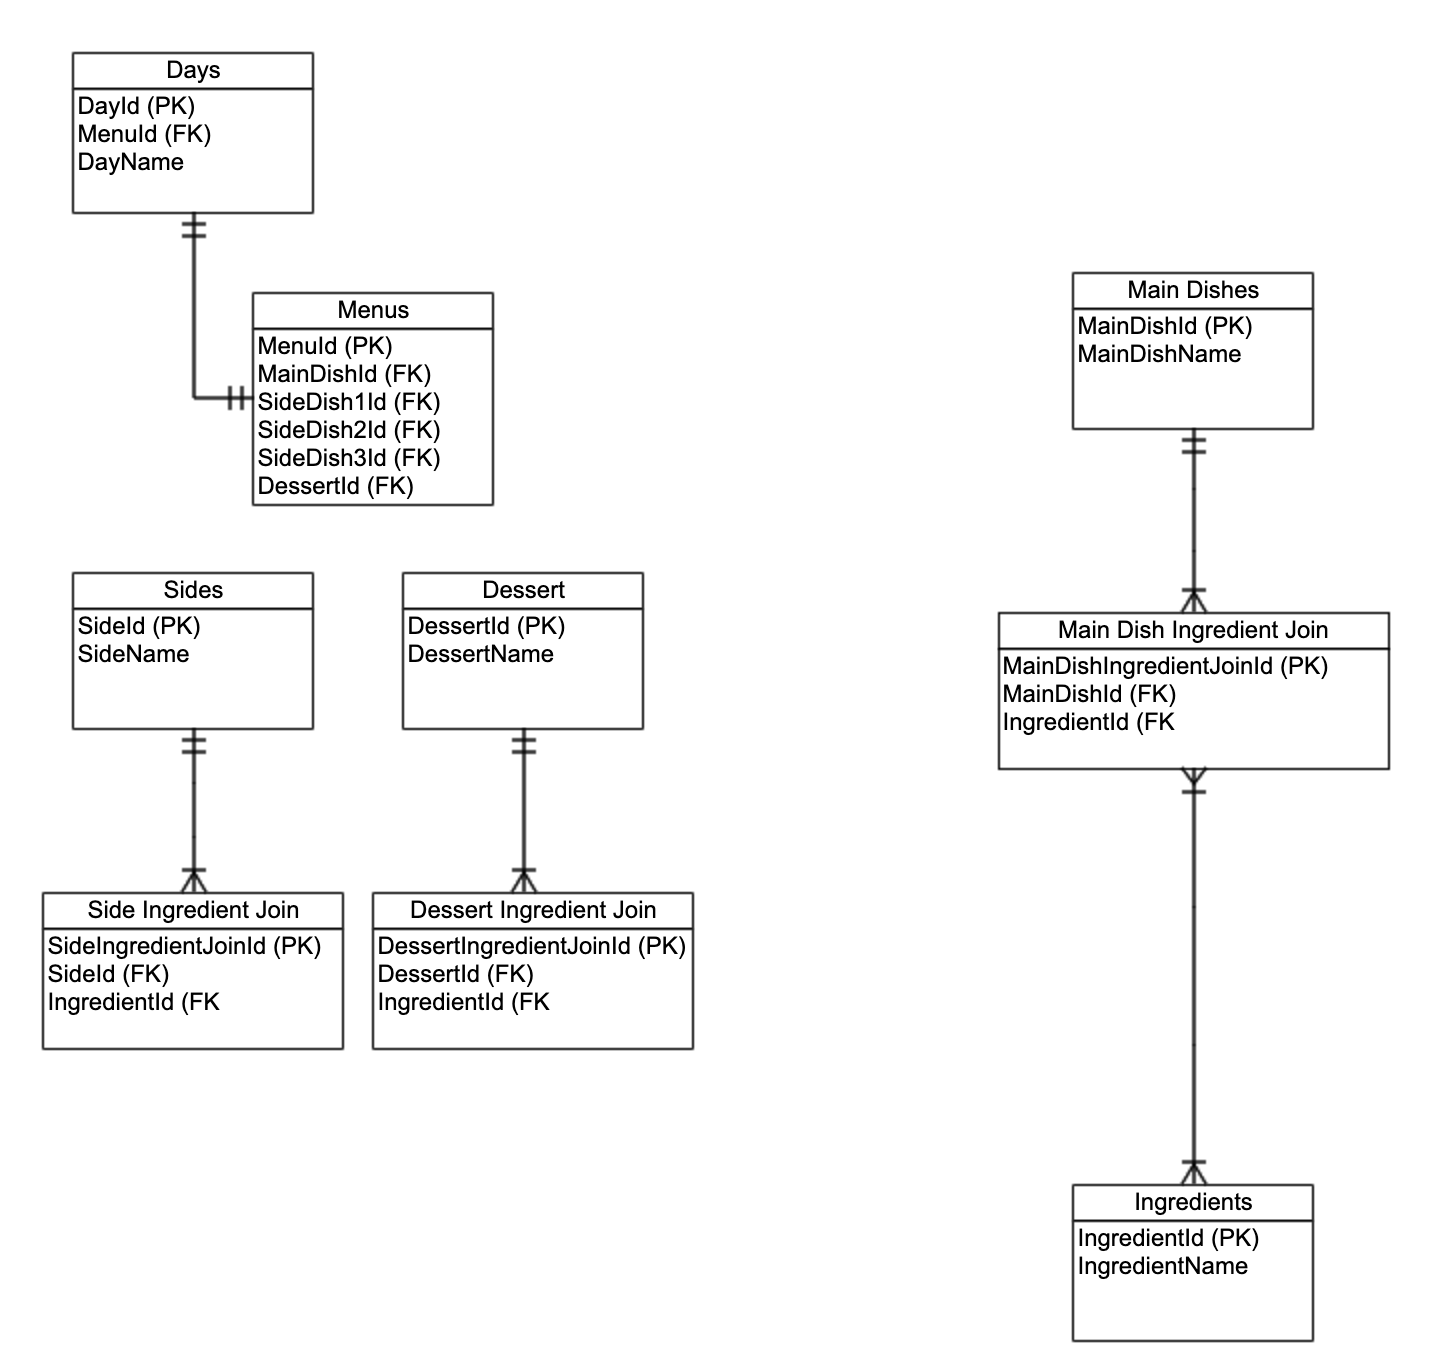 Days
DayId (PK)
MenuId (FK)
DayName
Menus
MenuId (PK)
MainDishId (FK)
SideDish1Id (FK)
SideDish2Id (FK)
SideDish3Id (FK)
DessertId (FK)
Main Dishes
MainDishId (PK)
MainDishName
Sides
SideId (PK)
SideName
Dessert
DessertId (PK)
DessertName
Main Dish Ingredient Join
MainDishIngredientJoinId (PK)
MainDishId (FK)
IngredientId (FK
Side Ingredient Join
SideIngredientJoinId (PK)
SideId (FK)
IngredientId (FK
Dessert Ingredient Join
DessertIngredientJoinId (PK)
DessertId (FK)
IngredientId (FK
Ingredients
IngredientId (PK)
IngredientName